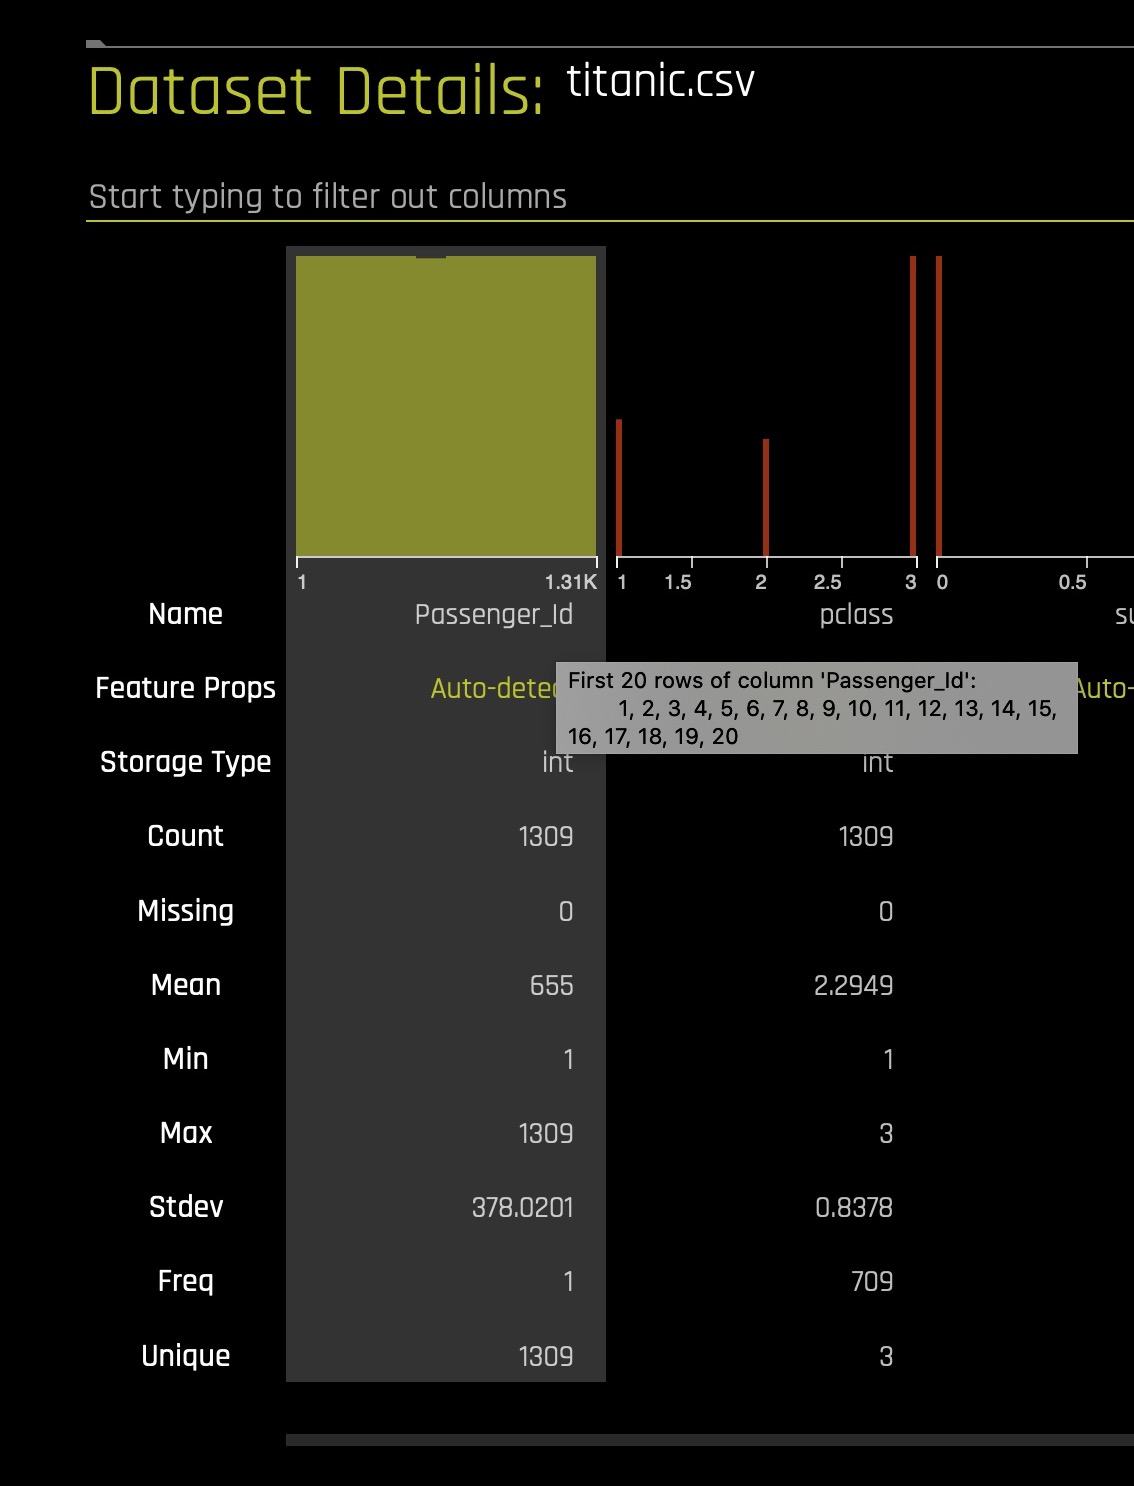 Dataset Details: titanic.csv
Start typing to filter out columns
1 1.31K 1 1.5 2 2.5 3 0 0.5
Name Passenger_Id pclass
Feature Props
First 20 rows of column 'Passenger_Id':
1, 2, 3, 4, 5, 6, 7, 8, 9, 10, 11, 12, 13, 14, 15,
16, 17, 18, 19, 20
Storage Type int int
Count 1309 1309
Missing 0 0
Mean 655 2.2949
Min 1 1
Max 1309 3
Stdev 378.0201 0.8378
Freq 1 709
Unique 1309 3